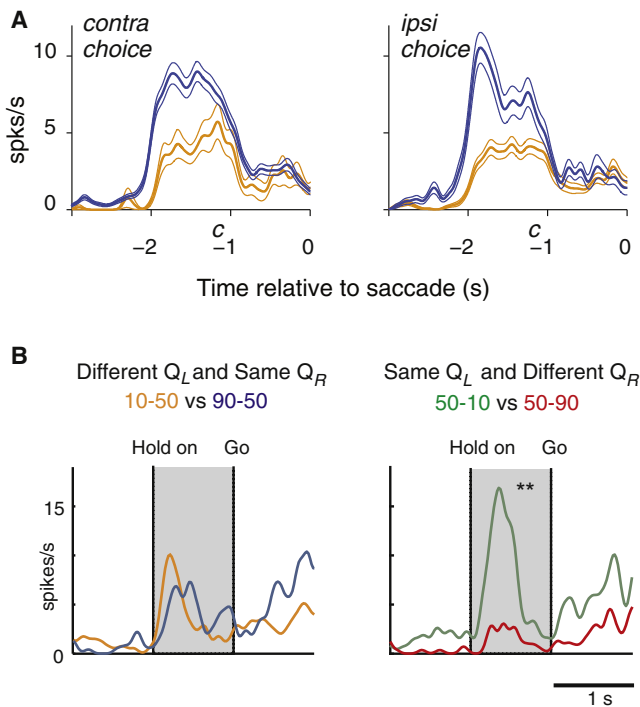 A
contra choice
ipsi choice
spks/s
10
5
0
c
c
−2
−1
0
−2
−1
0
Time relative to saccade (s)
B
Different Q_L and Same Q_R
10-50 vs 90-50
Same Q_L and Different Q_R
50-10 vs 50-90
Hold on
Go
Hold on
Go
**
spikes/s
15
0
1 s